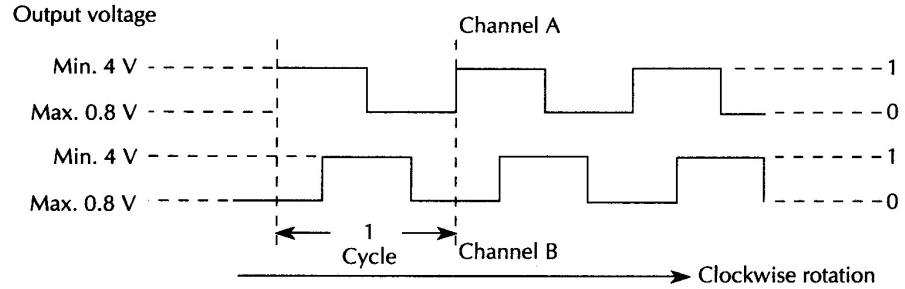 Output voltage
Channel A
Min. 4 V
1
Max. 0.8 V
0
Min. 4 V
1
Max. 0.8 V
0
1
Cycle
Channel B
Clockwise rotation